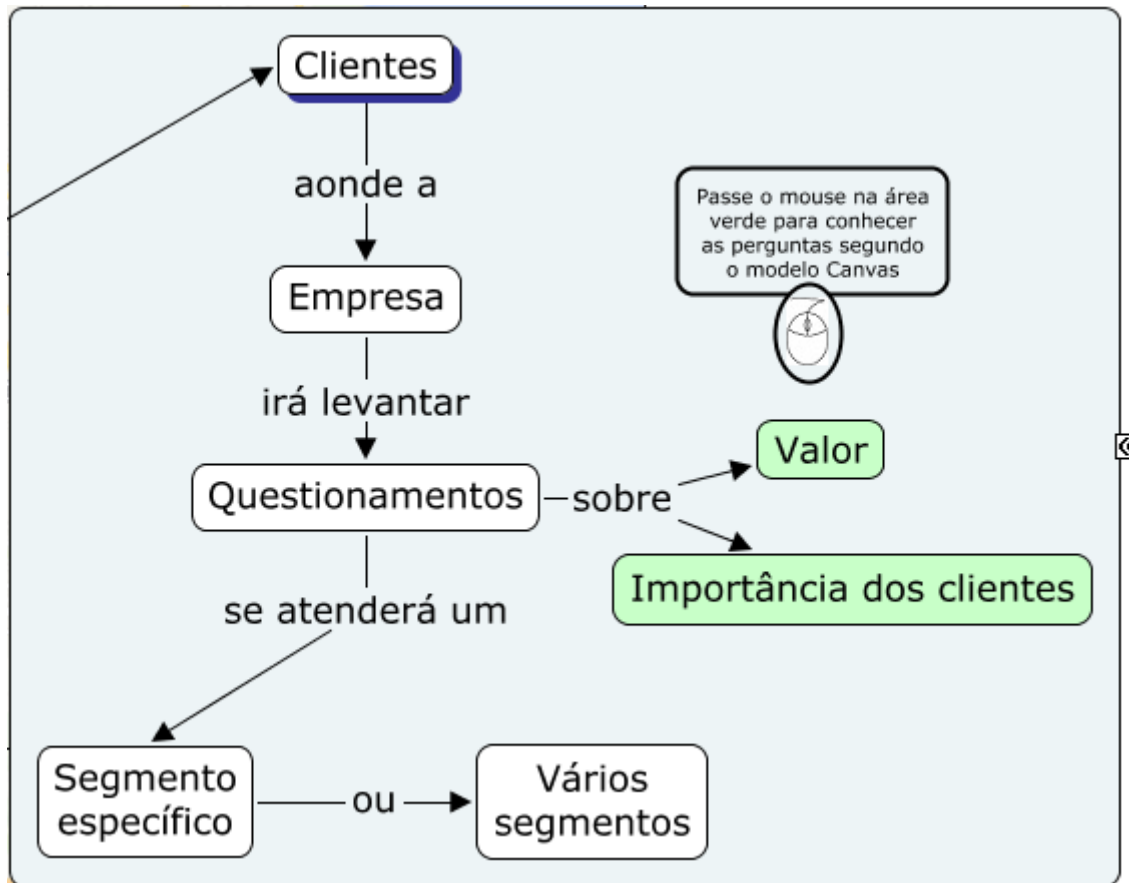 Clientes
aonde a
Passe o mouse na área
verde para conhecer
as perguntas segundo
o modelo Canvas
Empresa
irá levantar
Valor
Questionamentos
sobre
Importância dos clientes
se atenderá um
Segmento
específico
ou
Vários
segmentos